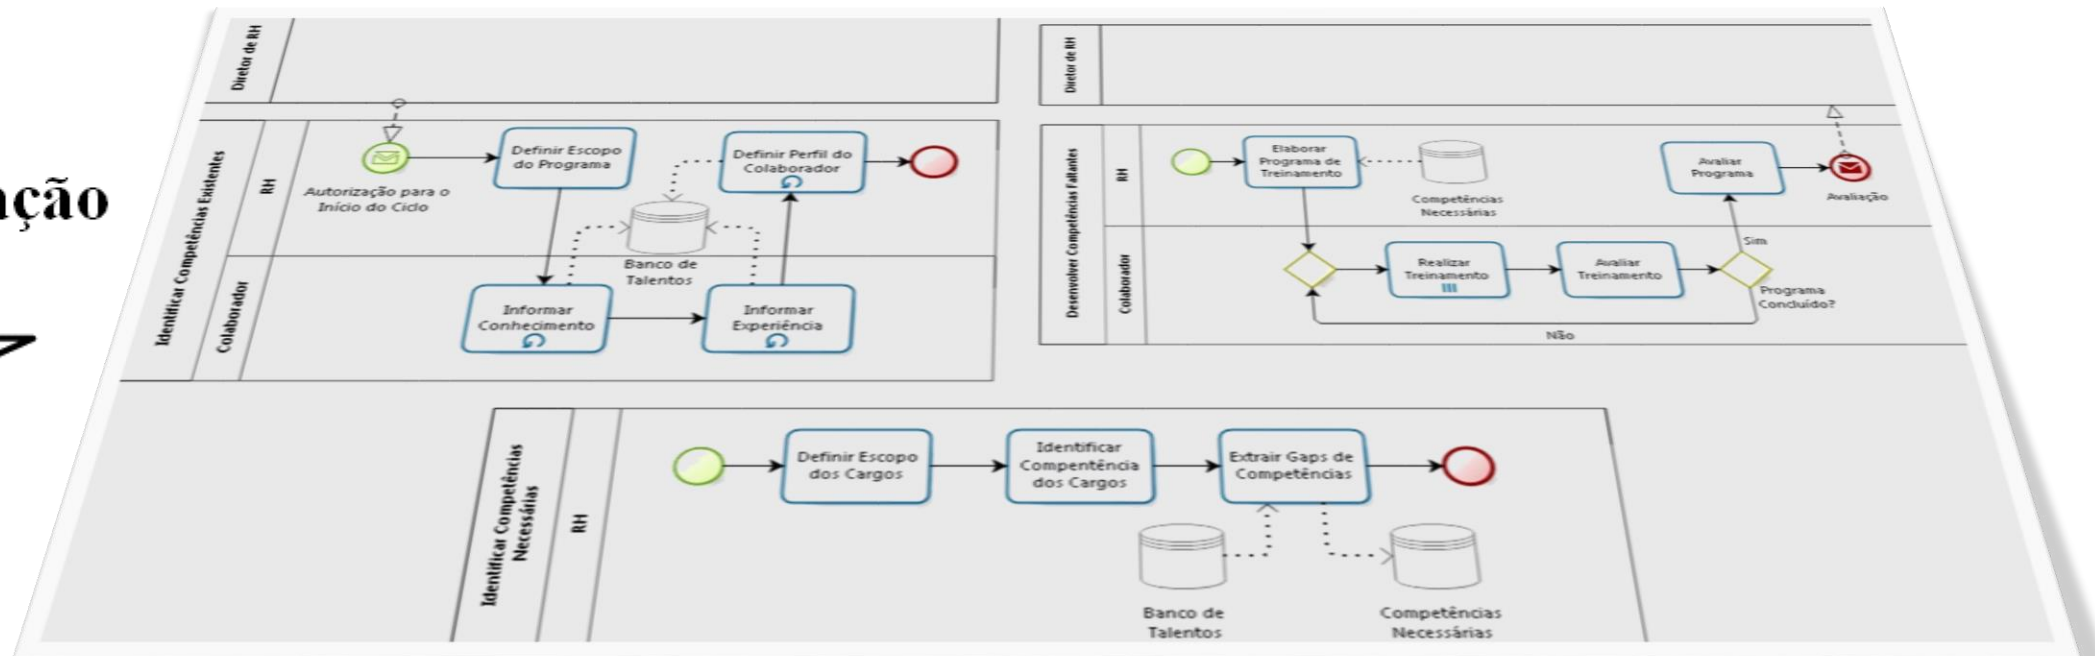 ação
Diretor de RH
Identificar Competências Existentes
RH
Autorização para o
Início do Ciclo
Definir Escopo
do Programa
Definir Perfil do
Colaborador
Banco de
Talentos
Colaborador
Informar
Conhecimento
Informar
Experiência
Diretor de RH
Desenvolver Competências Faltantes
RH
Elaborar
Programa de
Treinamento
Competências
Necessárias
Avaliar
Programa
Avaliação
Colaborador
Realizar
Treinamento
Avaliar
Treinamento
Sim
Programa
Concluído?
Não
Identificar Competências
Necessárias
RH
Definir Escopo
dos Cargos
Identificar
Compentência
dos Cargos
Extrair Gaps de
Competências
Banco de
Talentos
Competências
Necessárias